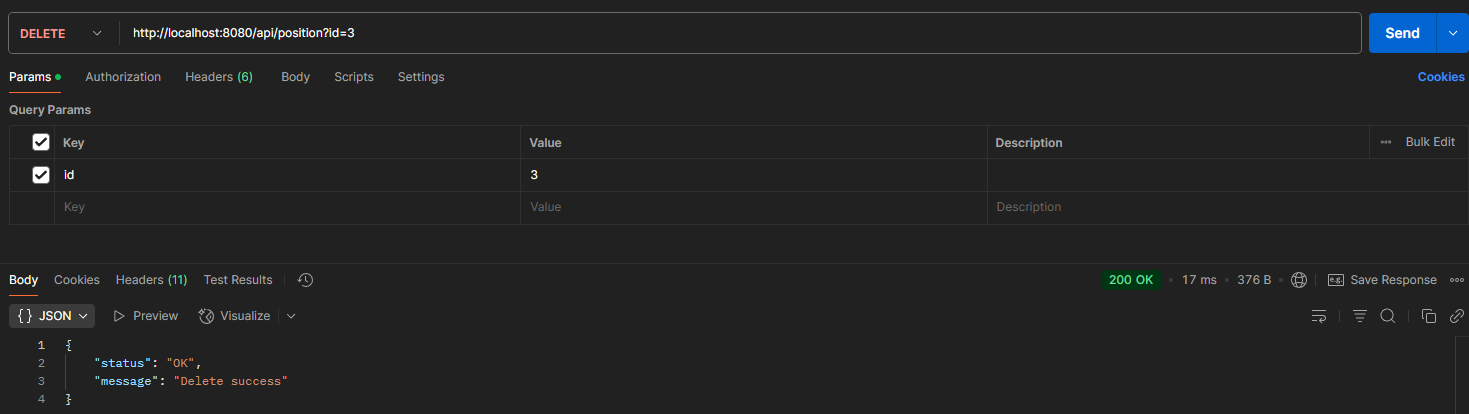 DELETE http://localhost:8080/api/position?id=3 Send
Params Authorization Headers (6) Body Scripts Settings Cookies
Query Params
Key Value Description Bulk Edit
id 3
Key Value Description
Body Cookies Headers (11) Test Results 200 OK 17 ms 376 B e.g. Save Response
{} JSON Preview Visualize
1 {
2 "status": "OK",
3 "message": "Delete success"
4 }